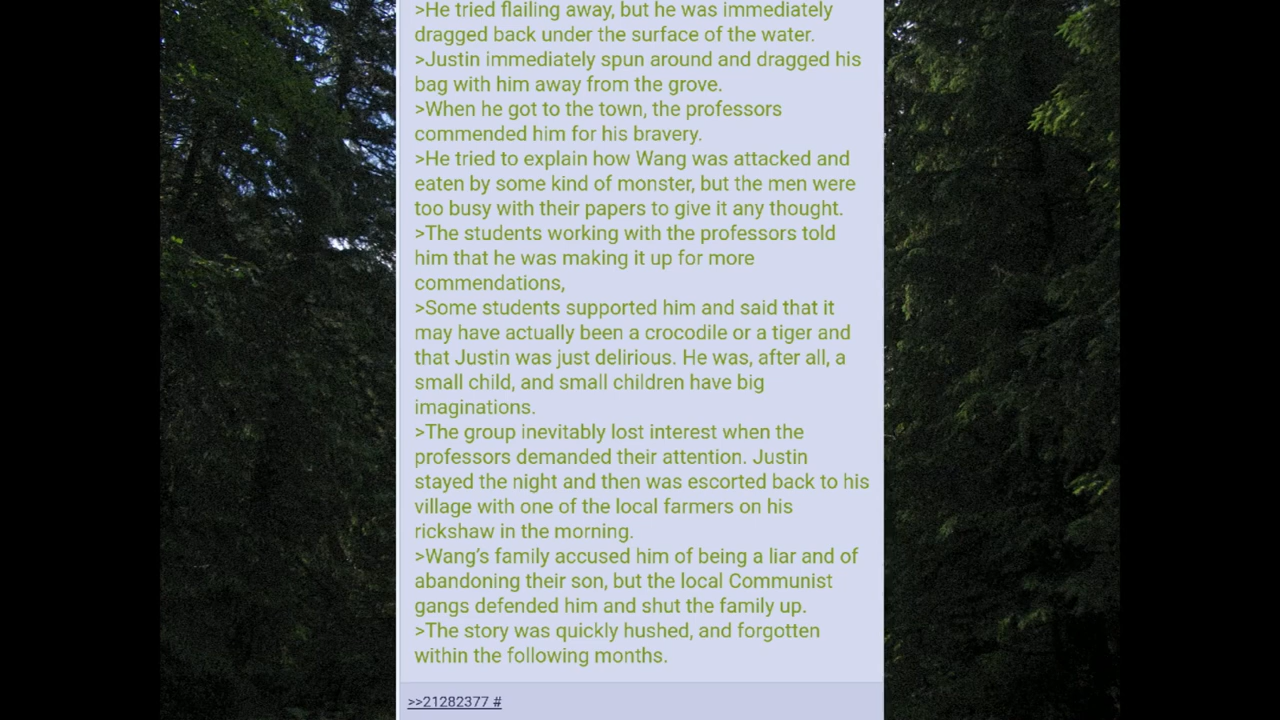 >He tried flailing away, but he was immediately
dragged back under the surface of the water.
>Justin immediately spun around and dragged his
bag with him away from the grove.
>When he got to the town, the professors
commended him for his bravery.
>He tried to explain how Wang was attacked and
eaten by some kind of monster, but the men were
too busy with their papers to give it any thought.
>The students working with the professors told
him that he was making it up for more
commendations,
>Some students supported him and said that it
may have actually been a crocodile or a tiger and
that Justin was just delirious. He was, after all, a
small child, and small children have big
imaginations.
>The group inevitably lost interest when the
professors demanded their attention. Justin
stayed the night and then was escorted back to his
village with one of the local farmers on his
rickshaw in the morning.
>Wang’s family accused him of being a liar and of
abandoning their son, but the local Communist
gangs defended him and shut the family up.
>The story was quickly hushed, and forgotten
within the following months.
>>21282377 #